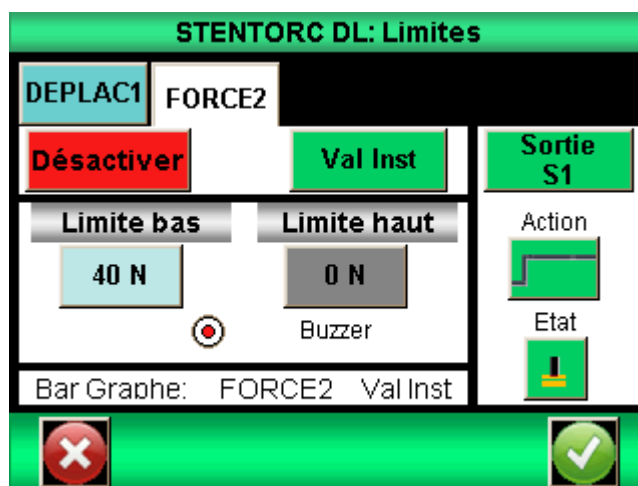 STENTORC DL: Limites
DEPLAC1 FORCE2
Désactiver Val Inst Sortie S1
Limite bas Limite haut Action
40 N 0 N
Buzzer Etat
Bar Graphe: FORCE2 Val Inst